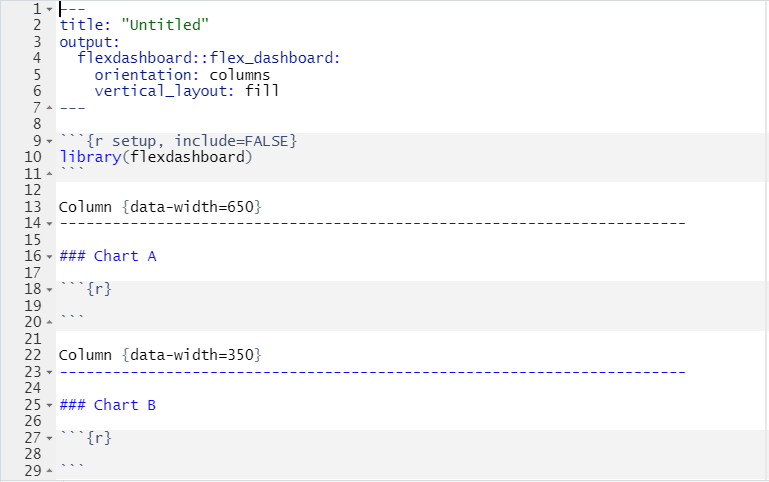 1 ---
2 title: "Untitled"
3 output:
4   flexdashboard::flex_dashboard:
5     orientation: columns
6     vertical_layout: fill
7 ---
8
9 ```{r setup, include=FALSE}
10 library(flexdashboard)
11 ```
12
13 Column {data-width=650}
14 -----------------------------------------------------------------------
15
16 ### Chart A
17
18 ```{r}
19
20 ```
21
22 Column {data-width=350}
23 -----------------------------------------------------------------------
24
25 ### Chart B
26
27 ```{r}
28
29 ```